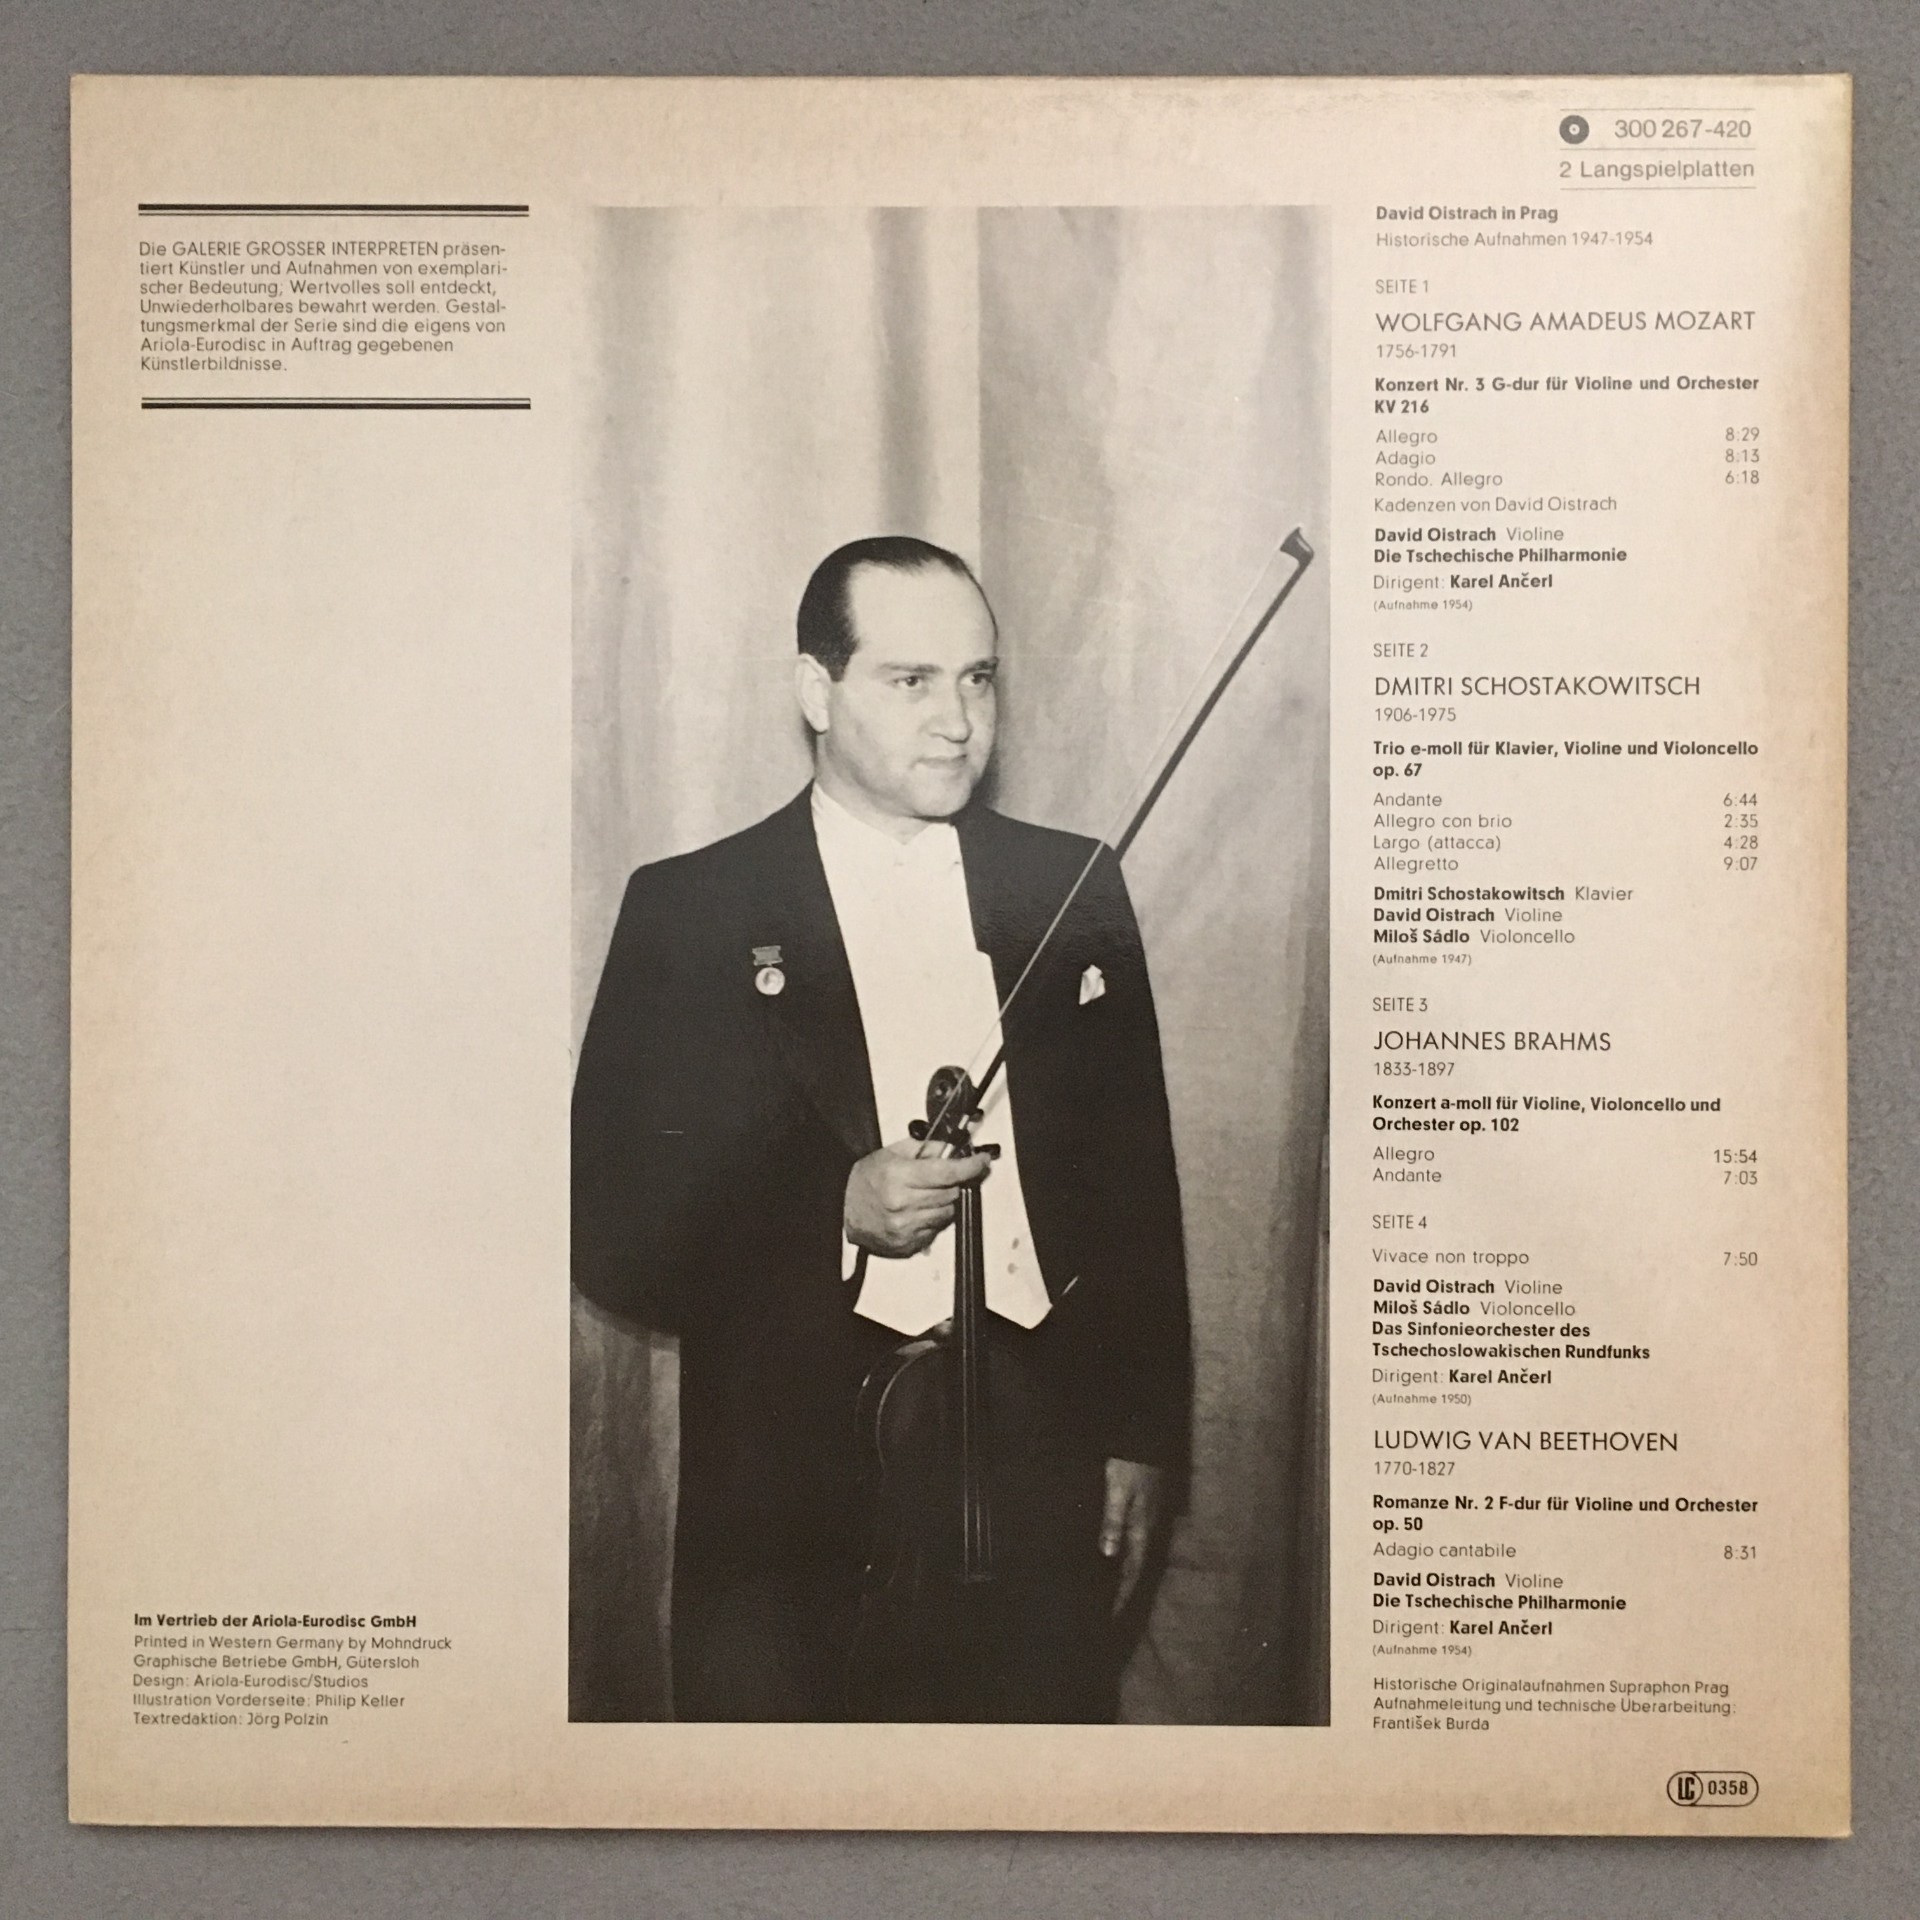 300 267-420
2 Langspielplatten
Die GALERIE GROSSER INTERPRETEN präsen-
tiert Künstler und Aufnahmen von exemplari-
scher Bedeutung; Wertvolles soll entdeckt,
Unwiederholbares bewahrt werden. Gestal-
tungsmerkmal der Serie sind die eigens von
Ariola-Eurodisc in Auftrag gegebenen
Künstlerbildnisse.
Im Vertrieb der Ariola-Eurodisc GmbH
Printed in Western Germany by Mohndruck
Graphische Betriebe GmbH, Gütersloh
Design: Ariola-Eurodisc/Studios
Illustration Vorderseite: Philip Keller
Textredaktion: Jörg Polzin
David Oistrach in Prag
Historische Aufnahmen 1947-1954
SEITE 1
WOLFGANG AMADEUS MOZART
1756-1791
Konzert Nr. 3 G-dur für Violine und Orchester
KV 216
Allegro 8:29
Adagio 8:13
Rondo. Allegro 6:18
Kadenzen von David Oistrach
David Oistrach Violine
Die Tschechische Philharmonie
Dirigent: Karel Ančerl
(Aufnahme 1954)
SEITE 2
DMITRI SCHOSTAKOWITSCH
1906-1975
Trio e-moll für Klavier, Violine und Violoncello
op. 67
Andante 6:44
Allegro con brio 2:35
Largo (attacca) 4:28
Allegretto 9:07
Dmitri Schostakowitsch Klavier
David Oistrach Violine
Miloš Sádlo Violoncello
(Aufnahme 1947)
SEITE 3
JOHANNES BRAHMS
1833-1897
Konzert a-moll für Violine, Violoncello und
Orchester op. 102
Allegro 15:54
Andante 7:03
SEITE 4
Vivace non troppo 7:50
David Oistrach Violine
Miloš Sádlo Violoncello
Das Sinfonieorchester des
Tschechoslowakischen Rundfunks
Dirigent: Karel Ančerl
(Aufnahme 1950)
LUDWIG VAN BEETHOVEN
1770-1827
Romanze Nr. 2 F-dur für Violine und Orchester
op. 50
Adagio cantabile 8:31
David Oistrach Violine
Die Tschechische Philharmonie
Dirigent: Karel Ančerl
(Aufnahme 1954)
Historische Originalaufnahmen Supraphon Prag
Aufnahmeleitung und technische Überarbeitung:
František Burda
LC 0358